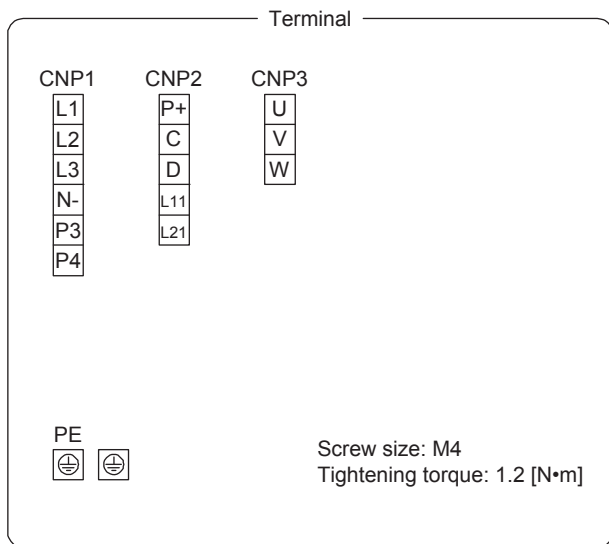 Terminal
CNP1
L1
L2
L3
N-
P3
P4
CNP2
P+
C
D
L11
L21
CNP3
U
V
W
PE
Screw size: M4
Tightening torque: 1.2 [N•m]